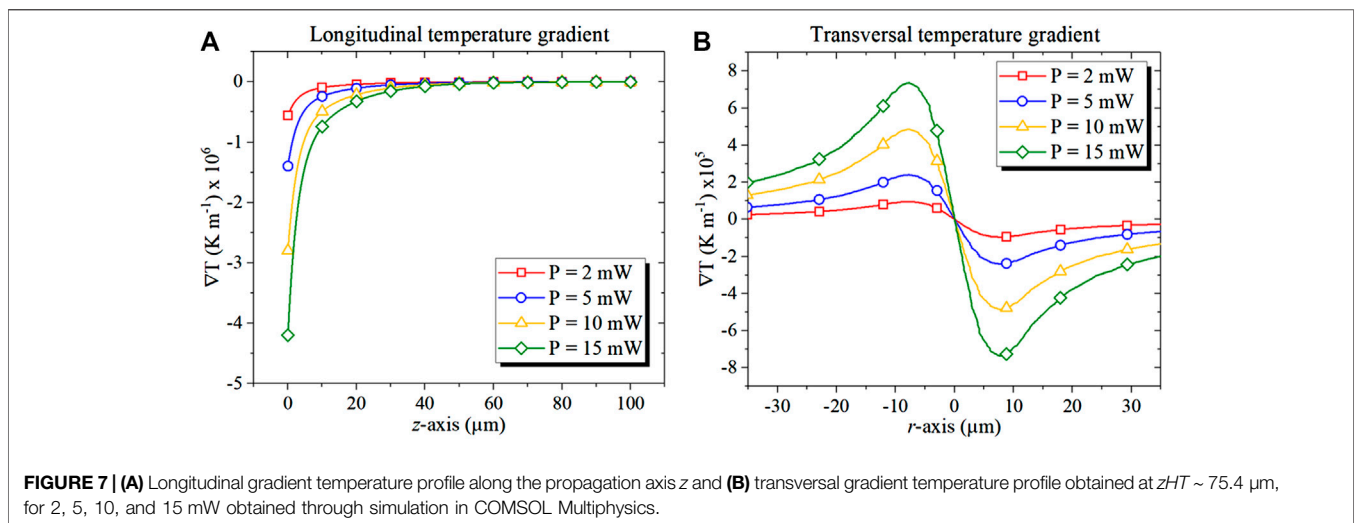 A
Longitudinal temperature gradient
∇T (K m⁻¹) x 10⁶
0
-1
-2
-3
-4
-5
P = 2 mW
P = 5 mW
P = 10 mW
P = 15 mW
0 20 40 60 80 100
z-axis (μm)
B
Transversal temperature gradient
∇T (K m⁻¹) x10⁵
8
6
4
2
0
-2
-4
-6
-8
P = 2 mW
P = 5 mW
P = 10 mW
P = 15 mW
-30 -20 -10 0 10 20 30
r-axis (μm)
FIGURE 7 | (A) Longitudinal gradient temperature profile along the propagation axis z and (B) transversal gradient temperature profile obtained at zHT ~ 75.4 μm,
for 2, 5, 10, and 15 mW obtained through simulation in COMSOL Multiphysics.